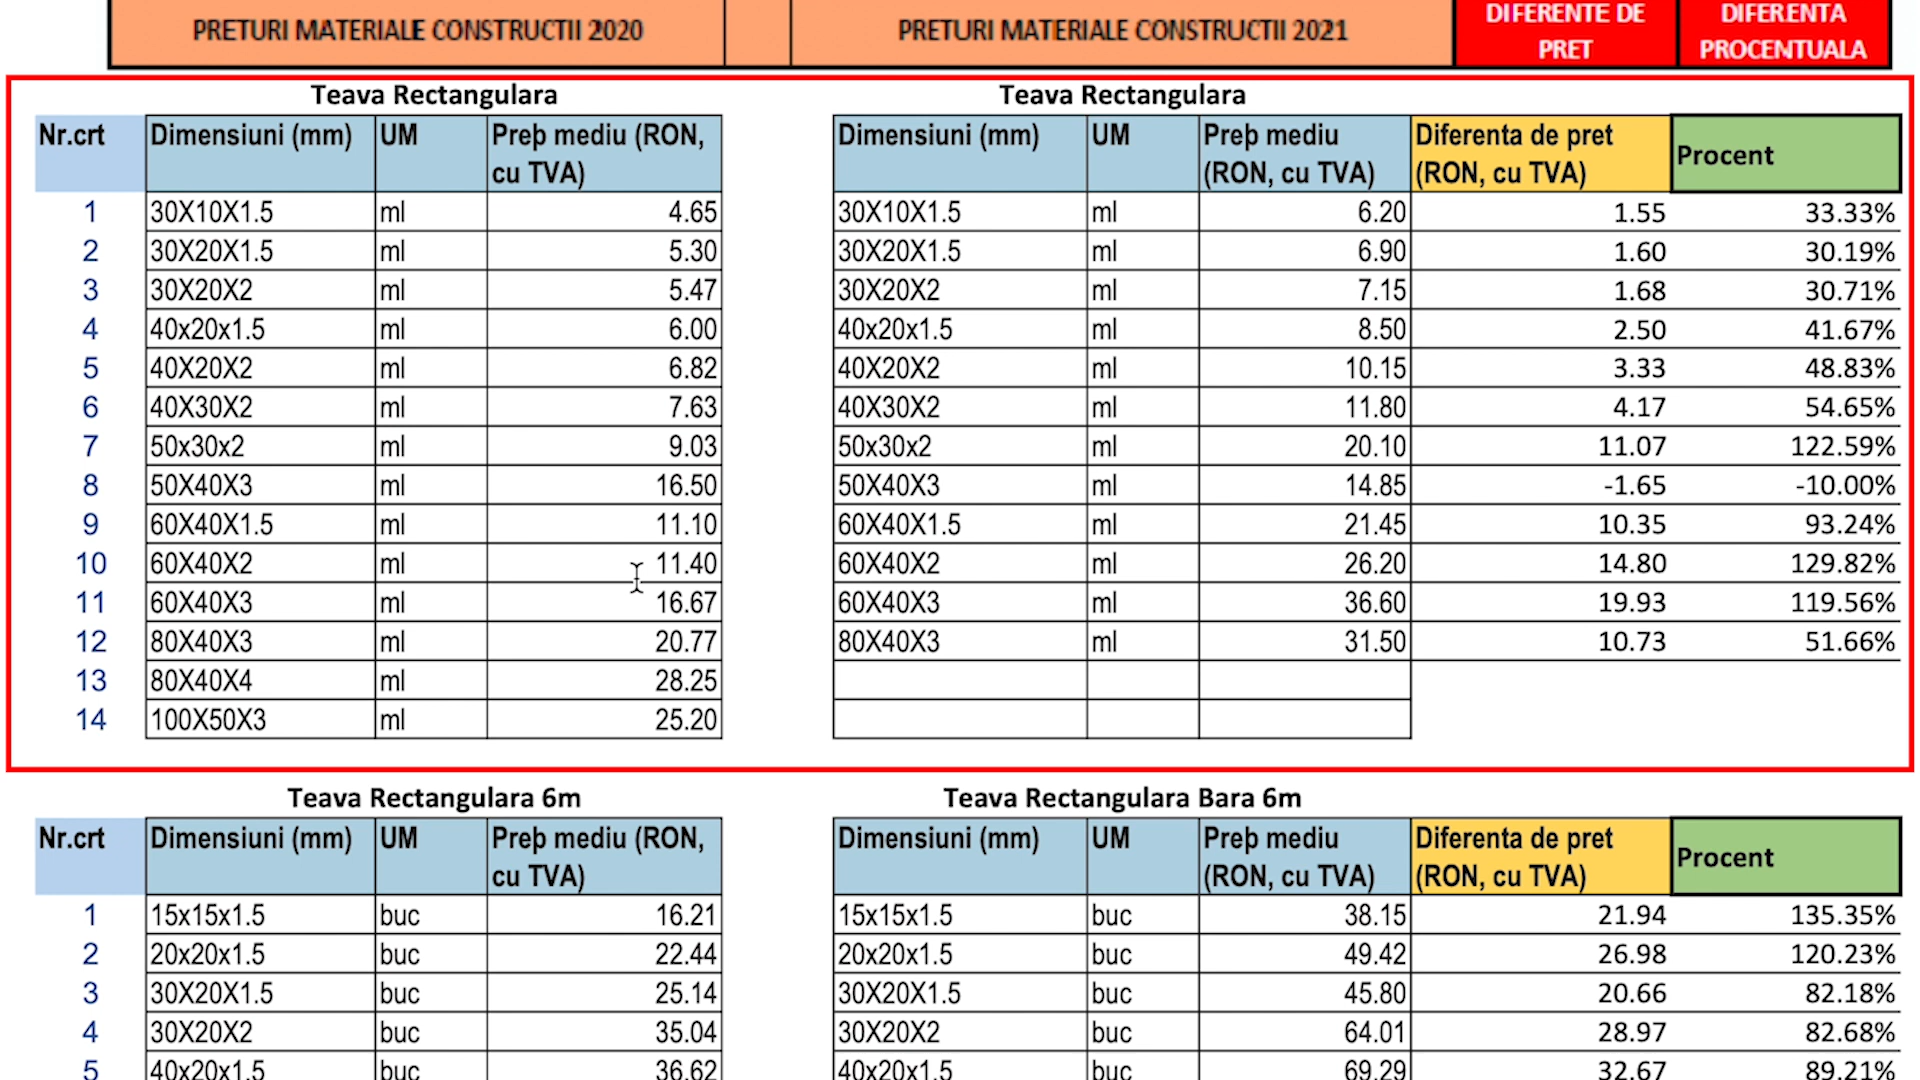 PRETURI MATERIALE CONSTRUCTII 2020 PRETURI MATERIALE CONSTRUCTII 2021 DIFERENTE DE PRET DIFERENTA PROCENTUALA
Teava Rectangulara Teava Rectangulara
Nr.crt Dimensiuni (mm) UM Preþ mediu (RON, cu TVA) Dimensiuni (mm) UM Preþ mediu (RON, cu TVA) Diferenta de pret (RON, cu TVA) Procent
1 30X10X1.5 ml 4.65 30X10X1.5 ml 6.20 1.55 33.33%
2 30X20X1.5 ml 5.30 30X20X1.5 ml 6.90 1.60 30.19%
3 30X20X2 ml 5.47 30X20X2 ml 7.15 1.68 30.71%
4 40x20x1.5 ml 6.00 40x20x1.5 ml 8.50 2.50 41.67%
5 40X20X2 ml 6.82 40X20X2 ml 10.15 3.33 48.83%
6 40X30X2 ml 7.63 40X30X2 ml 11.80 4.17 54.65%
7 50x30x2 ml 9.03 50x30x2 ml 20.10 11.07 122.59%
8 50X40X3 ml 16.50 50X40X3 ml 14.85 -1.65 -10.00%
9 60X40X1.5 ml 11.10 60X40X1.5 ml 21.45 10.35 93.24%
10 60X40X2 ml 11.40 60X40X2 ml 26.20 14.80 129.82%
11 60X40X3 ml 16.67 60X40X3 ml 36.60 19.93 119.56%
12 80X40X3 ml 20.77 80X40X3 ml 31.50 10.73 51.66%
13 80X40X4 ml 28.25
14 100X50X3 ml 25.20
Teava Rectangulara 6m Teava Rectangulara Bara 6m
Nr.crt Dimensiuni (mm) UM Preþ mediu (RON, cu TVA) Dimensiuni (mm) UM Preþ mediu (RON, cu TVA) Diferenta de pret (RON, cu TVA) Procent
1 15x15x1.5 buc 16.21 15x15x1.5 buc 38.15 21.94 135.35%
2 20x20x1.5 buc 22.44 20x20x1.5 buc 49.42 26.98 120.23%
3 30X20X1.5 buc 25.14 30X20X1.5 buc 45.80 20.66 82.18%
4 30X20X2 buc 35.04 30X20X2 buc 64.01 28.97 82.68%
5 40x20x1.5 buc 36.62 40x20x1.5 buc 69.29 32.67 89.21%